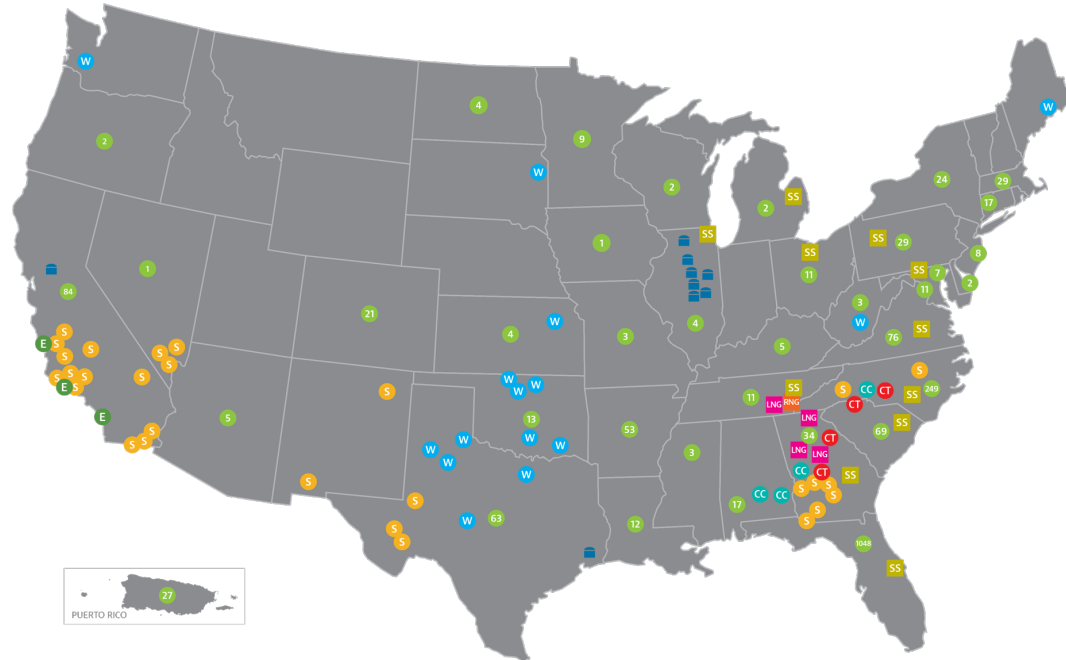 W
W
4
2
9
W
24
29
2
SS
2
17
SS
SS
29
8
1
SS
SS
11
7
2
1
84
11
3
21
W
4
W
3
4
76
SS
S
E
S
S
S
S
S
S
5
S
S
S
S
S
S
E
S
S
W
W
W
S
SS
S
CC
CT
249
SS
11
LNG
RNG
CT
E
5
13
53
LNG
SS
69
S
S
S
W
W
W
W
W
34
CT
3
LNG
LNG
CC
CT
SS
W
S
S
S
S
S
CC
CC
S
S
17
S
W
63
12
S
S
S
1048
SS
27
PUERTO RICO